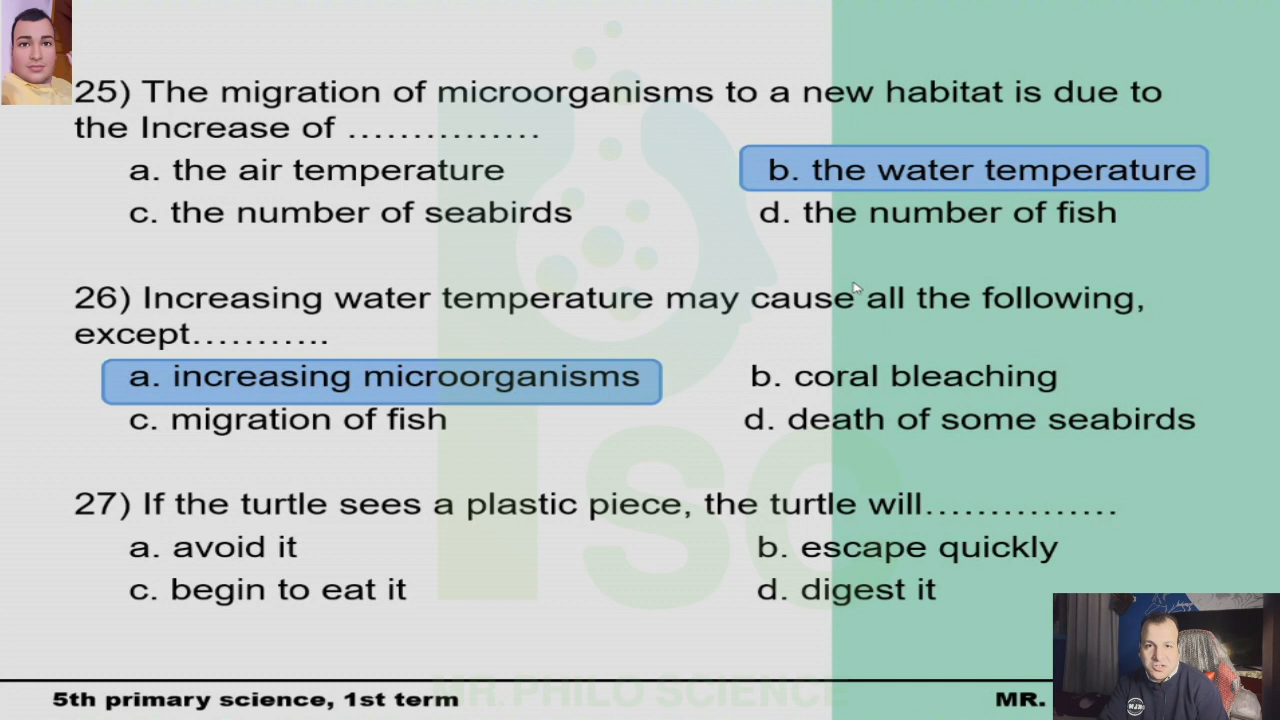 25) The migration of microorganisms to a new habitat is due to
the Increase of ……………
a. the air temperature
b. the water temperature
c. the number of seabirds
d. the number of fish
26) Increasing water temperature may cause all the following,
except………..
a. increasing microorganisms
b. coral bleaching
c. migration of fish
d. death of some seabirds
27) If the turtle sees a plastic piece, the turtle will……………
a. avoid it
b. escape quickly
c. begin to eat it
d. digest it
MR. PHILO SCIENCE
5th primary science, 1st term
MR.